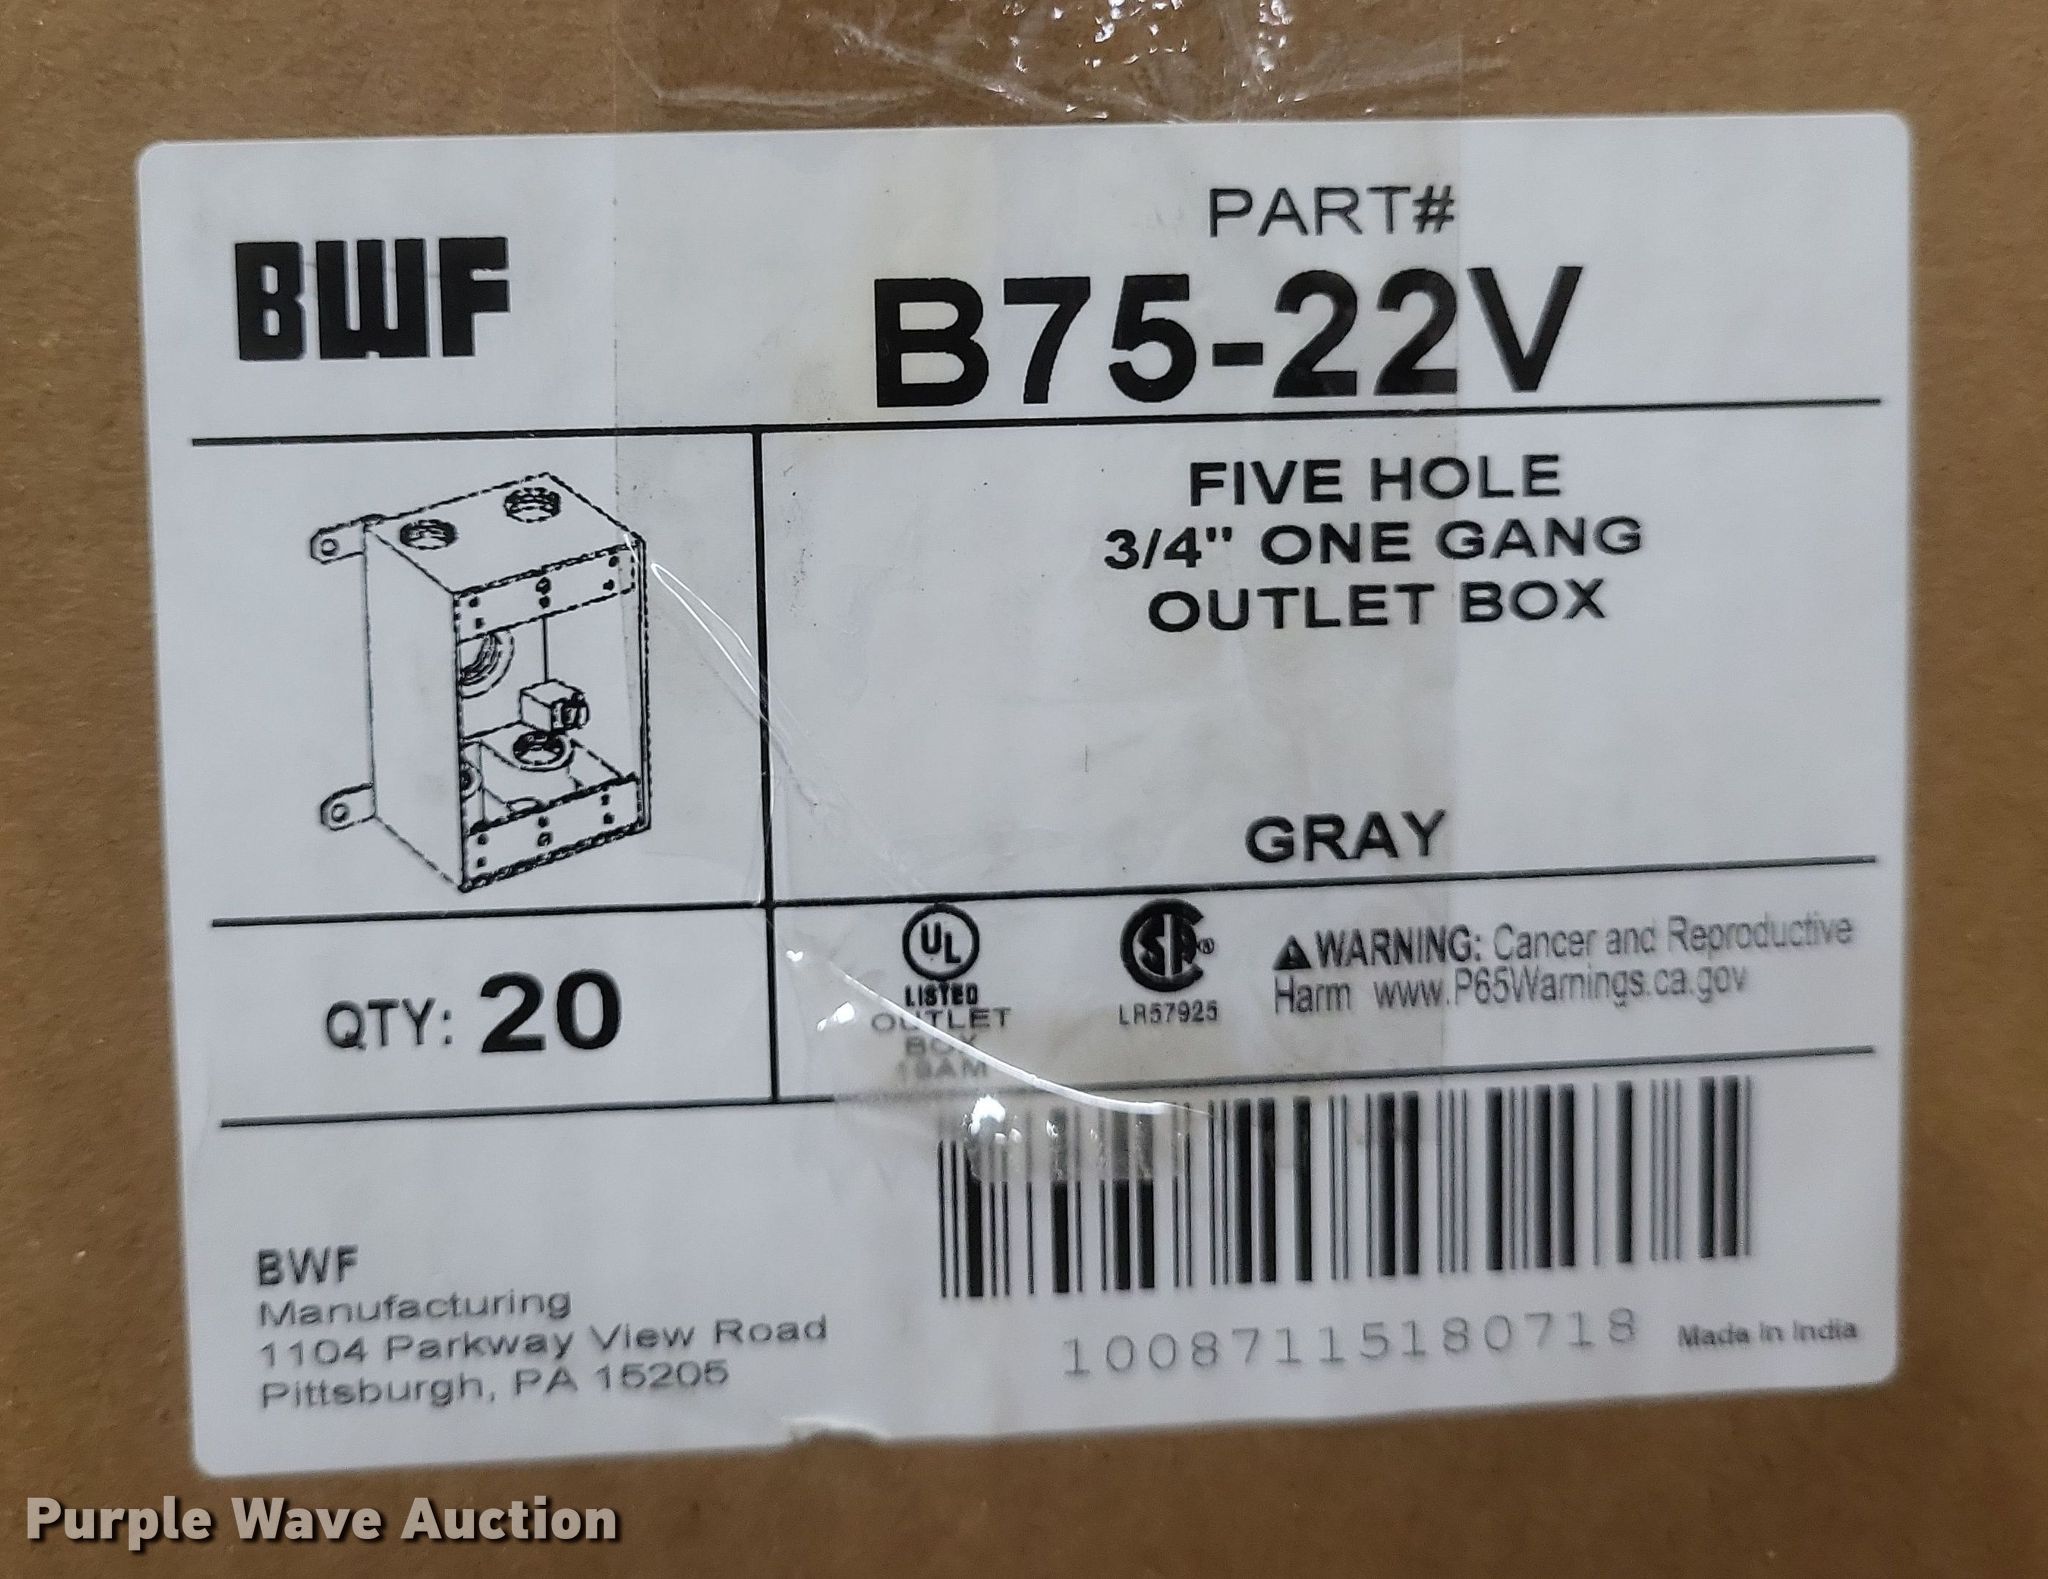 BWF
PART#
B75-22V
FIVE HOLE
3/4" ONE GANG
OUTLET BOX
GRAY
QTY: 20
UL
LISTED
OUTLET
BOX
SA®
LR57925
WARNING: Cancer and Reproductive
Harm www.P65Warnings.ca.gov
BWF
Manufacturing
1104 Parkway View Road
Pittsburgh, PA 15205
10087115180718
Made in India
Purple Wave Auction